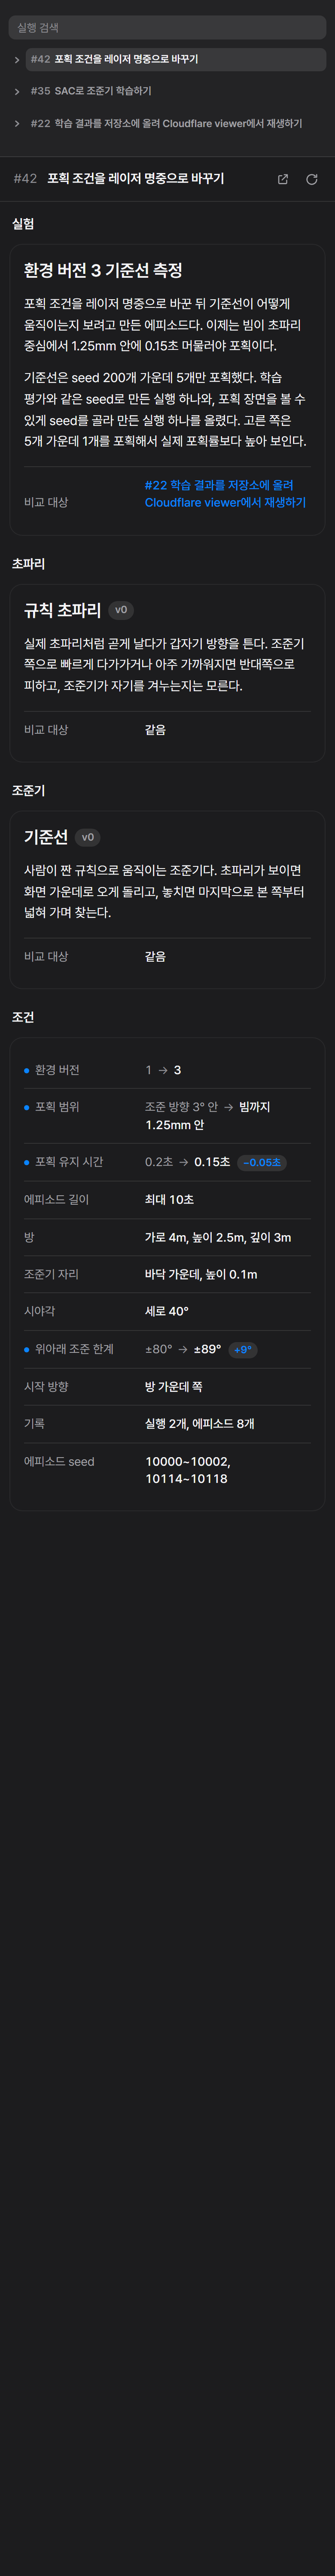 실행 검색
#42 포획 조건을 레이저 명중으로 바꾸기
#35 SAC로 조준기 학습하기
#22 학습 결과를 저장소에 올려 Cloudflare viewer에서 재생하기
#42 포획 조건을 레이저 명중으로 바꾸기
실험
환경 버전 3 기준선 측정
포획 조건을 레이저 명중으로 바꾼 뒤 기준선이 어떻게
움직이는지 보려고 만든 에피소드다. 이제는 빔이 초파리
중심에서 1.25mm 안에 0.15초 머물러야 포획이다.
기준선은 seed 200개 가운데 5개만 포획했다. 학습
평가와 같은 seed로 만든 실행 하나와, 포획 장면을 볼 수
있게 seed를 골라 만든 실행 하나를 올렸다. 고른 쪽은
5개 가운데 1개를 포획해서 실제 포획률보다 높아 보인다.
비교 대상
#22 학습 결과를 저장소에 올려
Cloudflare viewer에서 재생하기
초파리
규칙 초파리 v0
실제 초파리처럼 곧게 날다가 갑자기 방향을 튼다. 조준기
쪽으로 빠르게 다가가거나 아주 가까워지면 반대쪽으로
피하고, 조준기가 자기를 겨누는지는 모른다.
비교 대상 같음
조준기
기준선 v0
사람이 짠 규칙으로 움직이는 조준기다. 초파리가 보이면
화면 가운데로 오게 돌리고, 놓치면 마지막으로 본 쪽부터
넓혀 가며 찾는다.
비교 대상 같음
조건
환경 버전 1 → 3
포획 범위 조준 방향 3° 안 → 빔까지
1.25mm 안
포획 유지 시간 0.2초 → 0.15초 −0.05초
에피소드 길이 최대 10초
방 가로 4m, 높이 2.5m, 깊이 3m
조준기 자리 바닥 가운데, 높이 0.1m
시야각 세로 40°
위아래 조준 한계 ±80° → ±89° +9°
시작 방향 방 가운데 쪽
기록 실행 2개, 에피소드 8개
에피소드 seed 10000~10002,
10114~10118